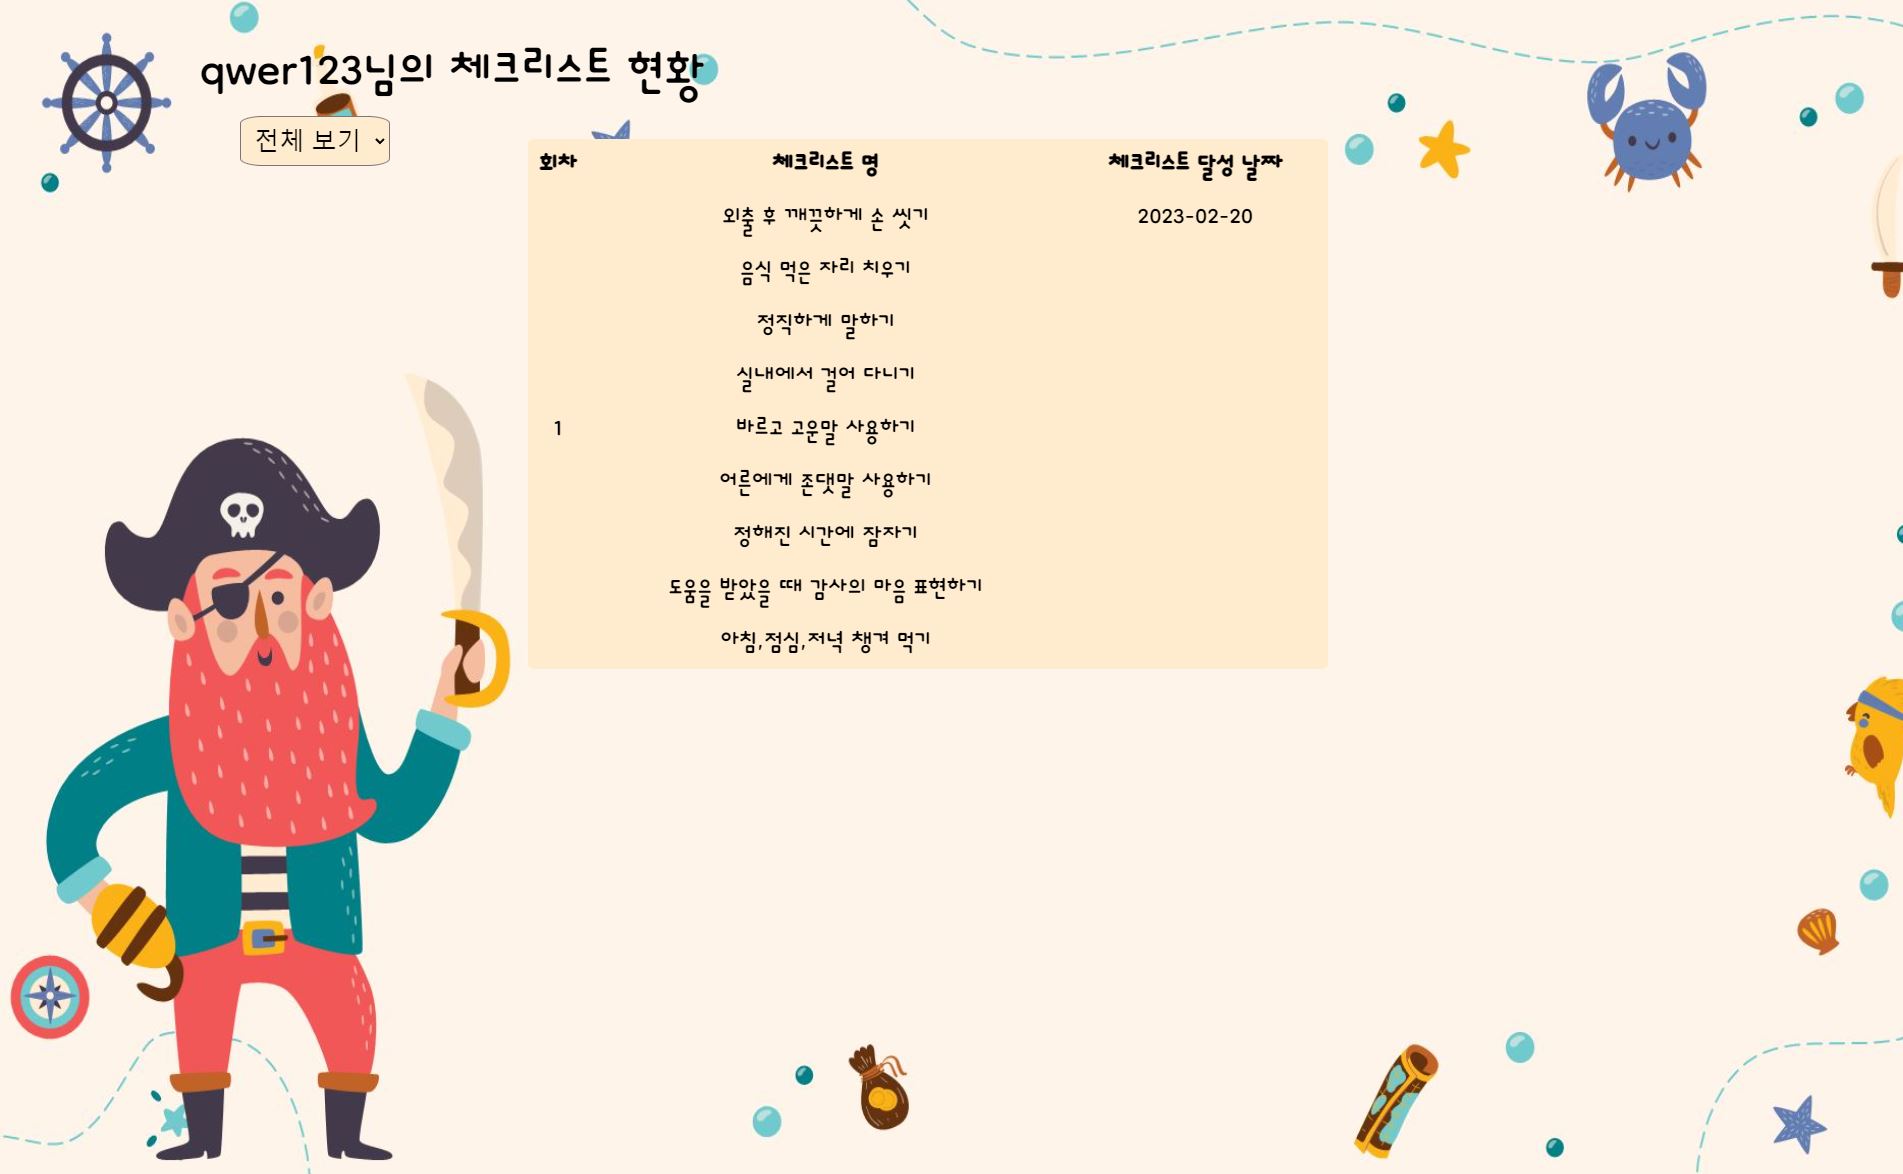 qwer123님의 체크리스트 현황
전체 보기
회차 체크리스트 명 체크리스트 달성 날짜
외출 후 깨끗하게 손 씻기 2023-02-20
음식 먹은 자리 치우기
정직하게 말하기
실내에서 걸어 다니기
1 바르고 고운말 사용하기
어른에게 존댓말 사용하기
정해진 시간에 잠자기
도움을 받았을 때 감사의 마음 표현하기
아침,점심,저녁 챙겨 먹기